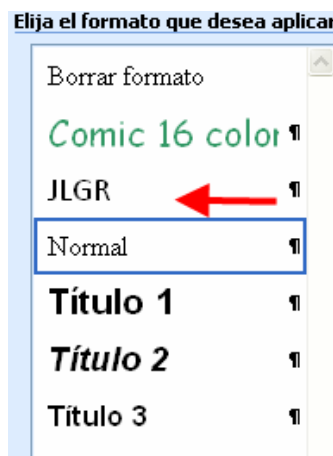 Elija el formato que desea aplicar
Borrar formato
Comic 16 color ¶
JLGR ¶
Normal ¶
Título 1 ¶
Título 2 ¶
Título 3 ¶